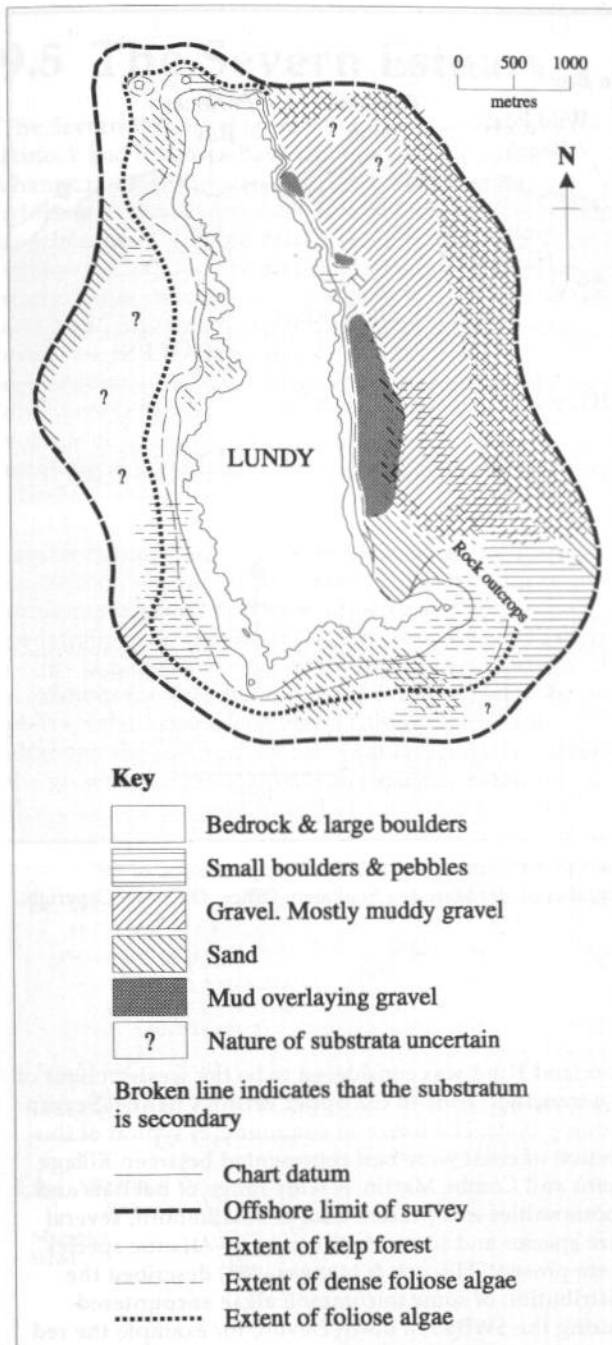 0 500 1000
metres
N
?
?
?
?
?
LUNDY
Rock outcrops
?
Key
Bedrock & large boulders
Small boulders & pebbles
Gravel. Mostly muddy gravel
Sand
Mud overlaying gravel
? Nature of substrata uncertain
Broken line indicates that the substratum
is secondary
Chart datum
Offshore limit of survey
Extent of kelp forest
Extent of dense foliose algae
Extent of foliose algae